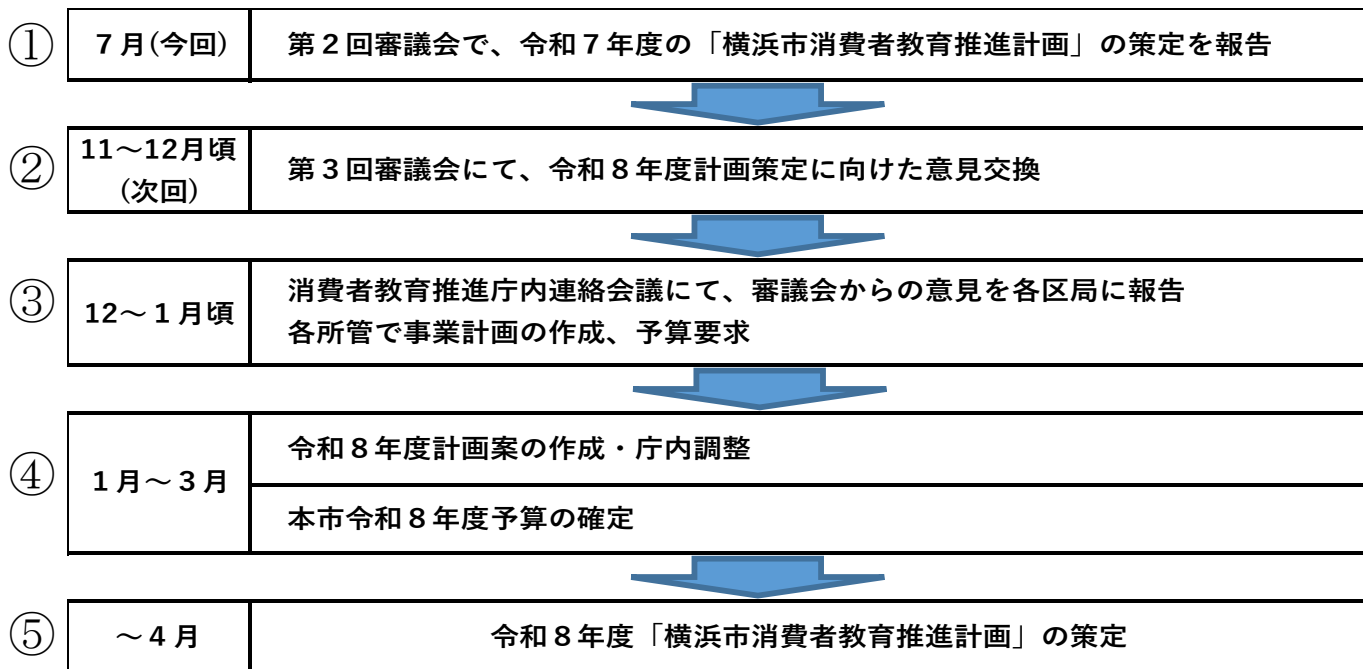 ① 7月(今回) 第2回審議会で、令和7年度の「横浜市消費者教育推進計画」の策定を報告
② 11～12月頃
(次回)
第3回審議会にて、令和8年度計画策定に向けた意見交換
③ 12～1月頃
消費者教育推進庁内連絡会議にて、審議会からの意見を各区局に報告
各所管で事業計画の作成、予算要求
④ 1月～3月
令和8年度計画案の作成・庁内調整
本市令和8年度予算の確定
⑤ ～4月 令和8年度「横浜市消費者教育推進計画」の策定